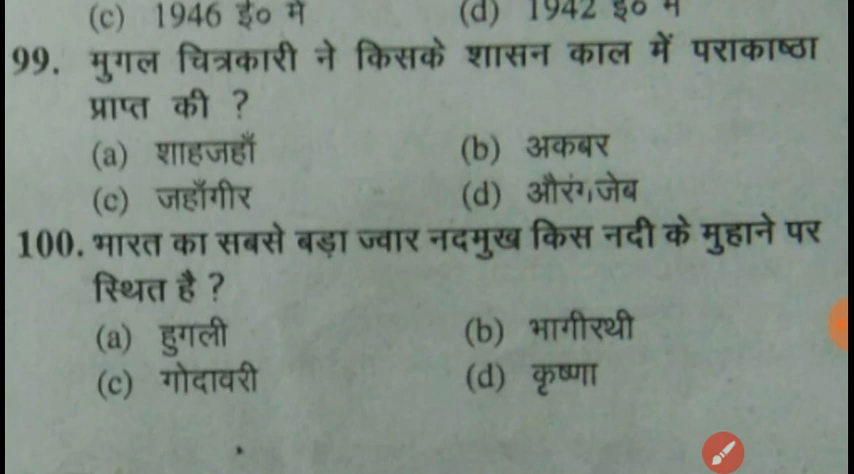 (c) 1946 ई० में (d) 1942 ई० में
99. मुगल चित्रकारी ने किसके शासन काल में पराकाष्ठा
प्राप्त की ?
(a) शाहजहाँ (b) अकबर
(c) जहाँगीर (d) औरंगजेब
100. भारत का सबसे बड़ा ज्वार नदमुख किस नदी के मुहाने पर
स्थित है ?
(a) हुगली (b) भागीरथी
(c) गोदावरी (d) कृष्णा